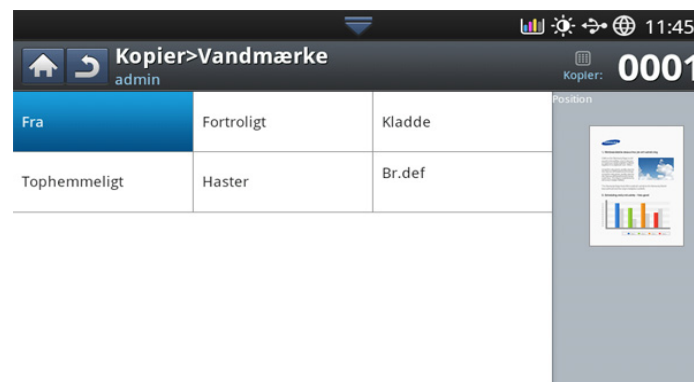 11:45
Kopier>Vandmærke
admin
Kopier: 0001
Fra
Fortroligt
Kladde
Position
Tophemmeligt
Haster
Br.def